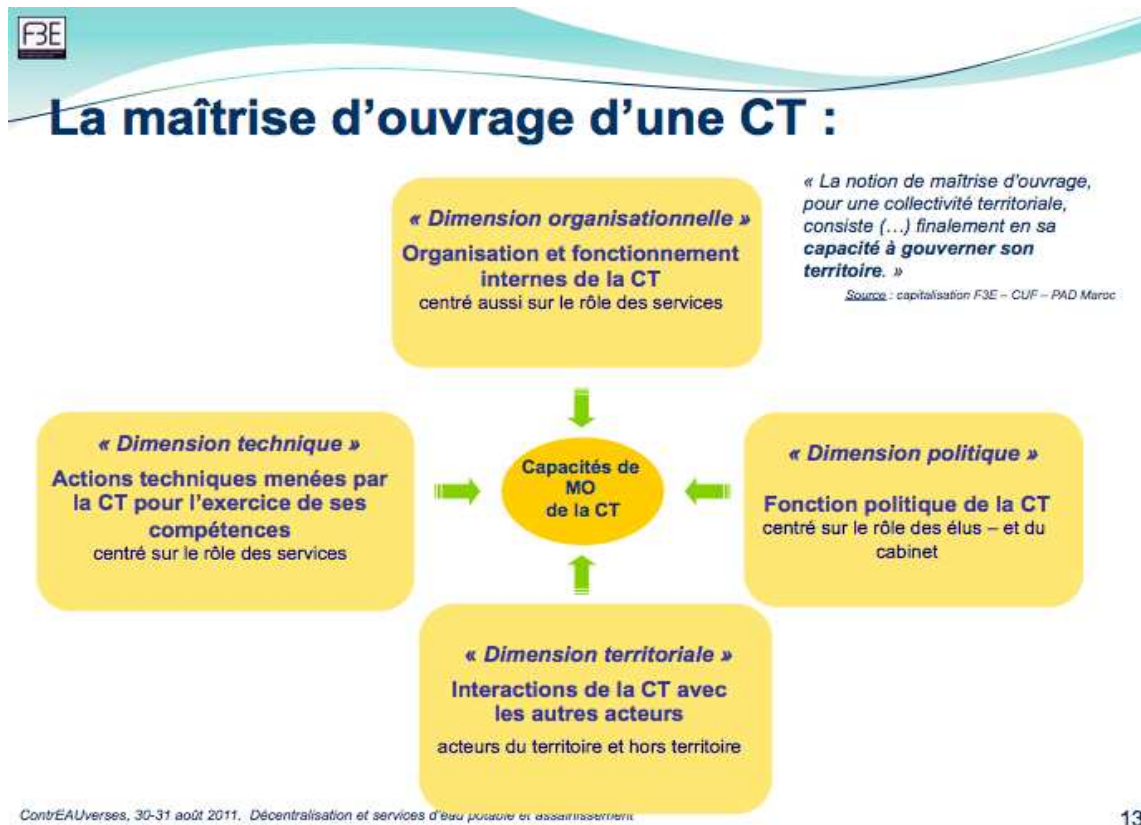 F3E
La maîtrise d'ouvrage d'une CT :
« La notion de maîtrise d'ouvrage,
pour une collectivité territoriale,
consiste (…) finalement en sa
capacité à gouverner son
territoire. »
Source : capitalisation F3E – CUF – PAD Maroc
« Dimension organisationnelle »
Organisation et fonctionnement
internes de la CT
centré aussi sur le rôle des services
« Dimension technique »
Actions techniques menées par
la CT pour l'exercice de ses
compétences
centré sur le rôle des services
Capacités de
MO
de la CT
« Dimension politique »
Fonction politique de la CT
centré sur le rôle des élus – et du
cabinet
« Dimension territoriale »
Interactions de la CT avec
les autres acteurs
acteurs du territoire et hors territoire
ContrEAUverses, 30-31 août 2011. Décentralisation et services d'eau potable et assainissement
13